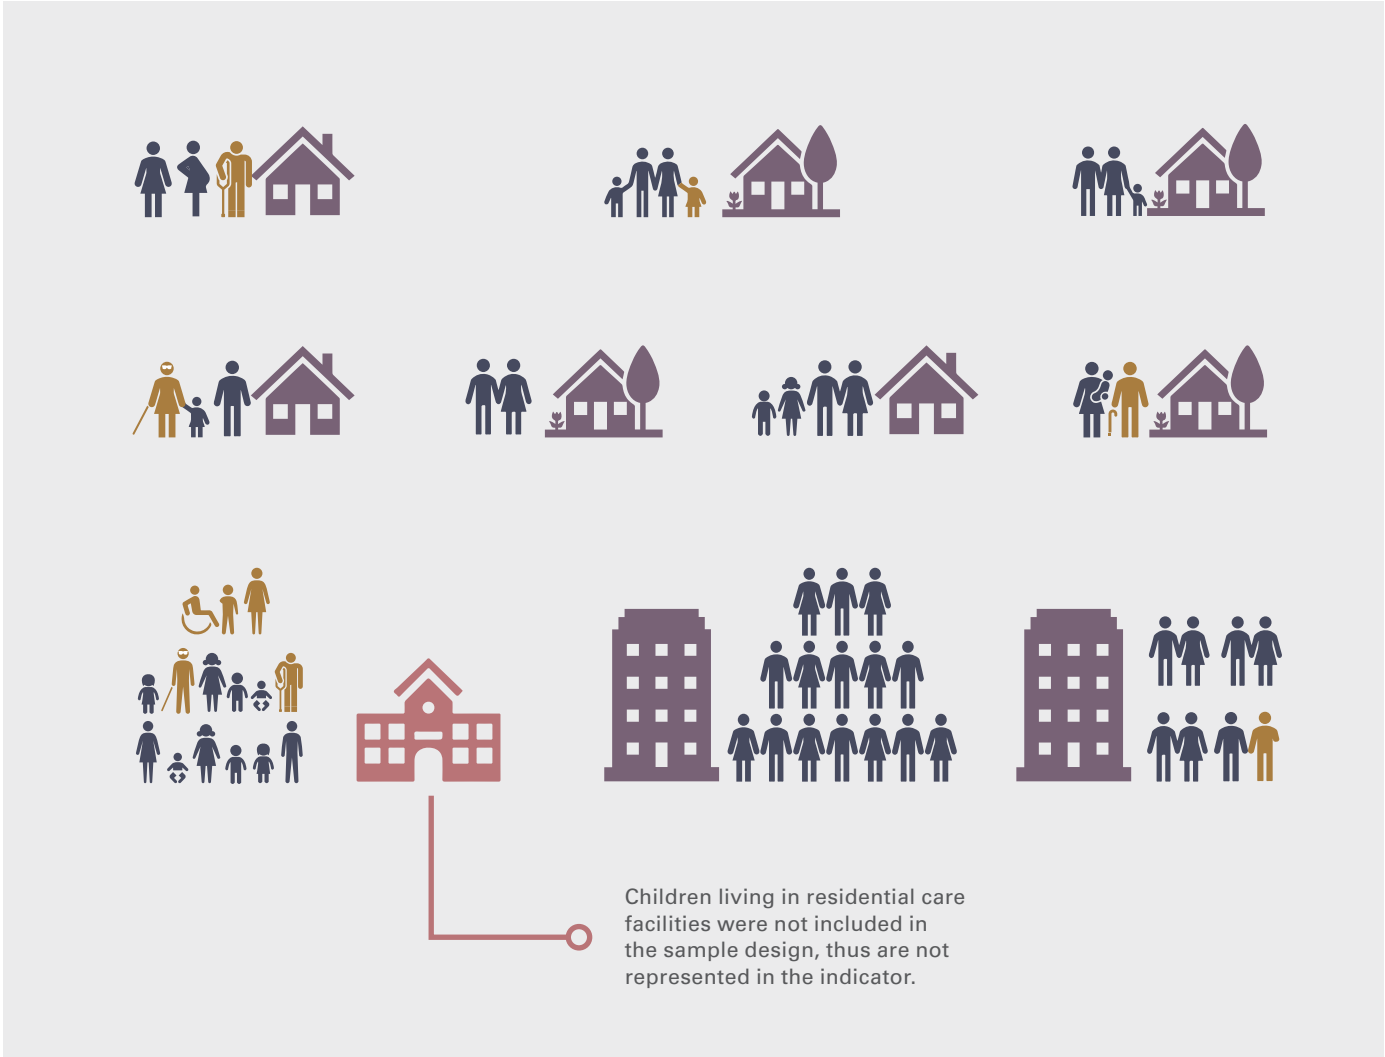 Children living in residential care
facilities were not included in
the sample design, thus are not
represented in the indicator.